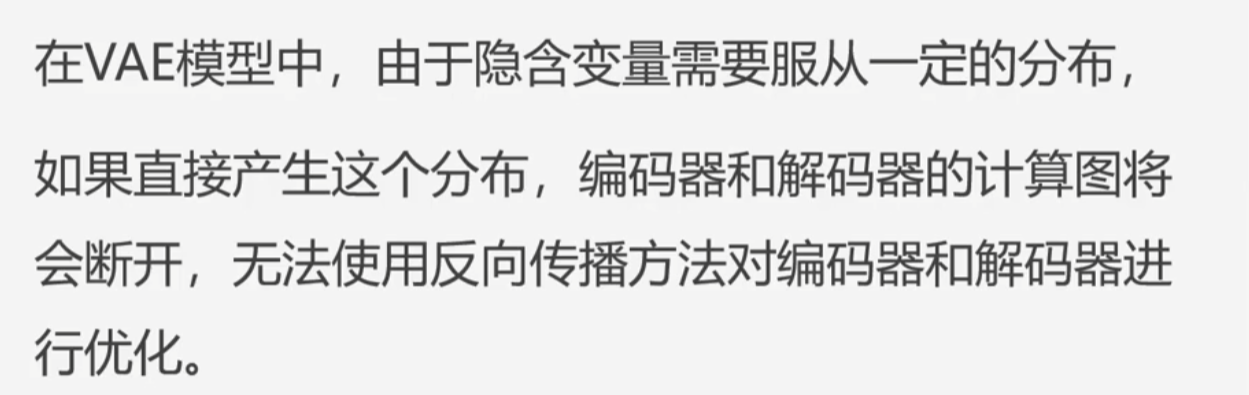 在VAE模型中，由于隐含变量需要服从一定的分布，
如果直接产生这个分布，编码器和解码器的计算图将
会断开，无法使用反向传播方法对编码器和解码器进
行优化。